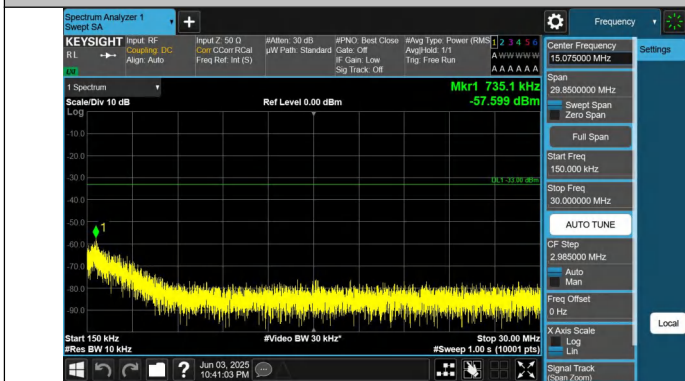 Spectrum Analyzer 1
Swept SA
Frequency
KEYSIGHT
RL
Input: RF
Coupling: DC
Align: Auto
Input Z: 50 Ω
Corr CCorr RCal
Freq Ref: Int (S)
#Atten: 30 dB
µW Path: Standard
#PNO: Best Close
Gate: Off
IF Gain: Low
Sig Track: Off
#Avg Type: Power (RMS)
Avg|Hold: 1/1
Trig: Free Run
1 2 3 4 5 6
A W W W W W
A A A A A A
LW
1 Spectrum
Scale/Div 10 dB
Log
Ref Level 0.00 dBm
Mkr1 735.1 kHz
-57.599 dBm
-10.0
-20.0
-30.0
-40.0
-50.0
-60.0
-70.0
-80.0
-90.0
DL1 -33.00 dBm
1
Start 150 kHz
#Res BW 10 kHz
#Video BW 30 kHz*
Stop 30.00 MHz
#Sweep 1.00 s (10001 pts)
Jun 03, 2025
10:41:03 PM
Center Frequency
15.075000 MHz
Settings
Span
29.8500000 MHz
Swept Span
Zero Span
Full Span
Start Freq
150.000 kHz
Stop Freq
30.000000 MHz
AUTO TUNE
CF Step
2.985000 MHz
Auto
Man
Freq Offset
0 Hz
X Axis Scale
Log
Lin
Local
Signal Track
(Span Zoom)